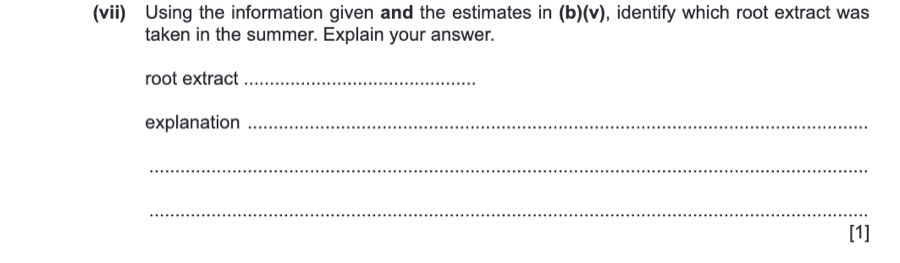 (vii) Using the information given and the estimates in (b)(v), identify which root extract was
taken in the summer. Explain your answer.
root extract ................................................
explanation ................................................................................................................................
................................................................................................................................................
................................................................................................................................................
[1]